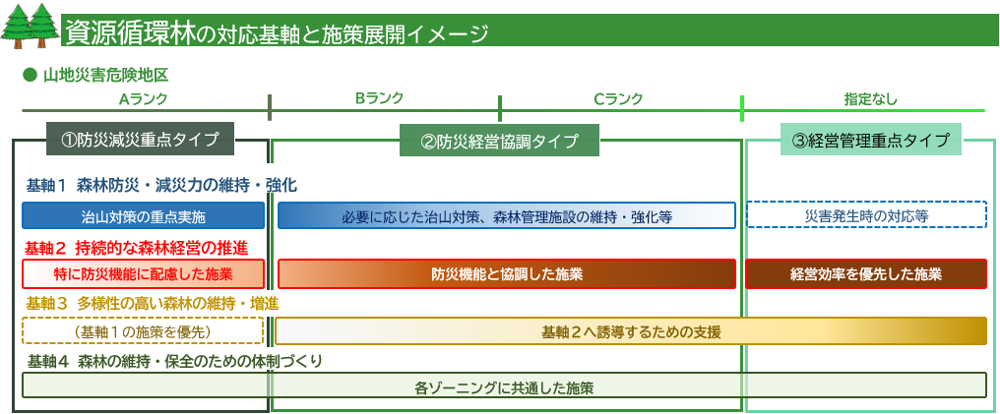 資源循環林の対応基軸と施策展開イメージ
● 山地災害危険地区
Aランク Bランク Cランク 指定なし
①防災減災重点タイプ ②防災経営協調タイプ ③経営管理重点タイプ
基軸1 森林防災・減災力の維持・強化
治山対策の重点実施 必要に応じた治山対策、森林管理施設の維持・強化等 災害発生時の対応等
基軸2 持続的な森林経営の推進
特に防災機能に配慮した施業 防災機能と協調した施業 経営効率を優先した施業
基軸3 多様性の高い森林の維持・増進
（基軸1の施策を優先） 基軸2へ誘導するための支援
基軸4 森林の維持・保全のための体制づくり
各ゾーニングに共通した施策